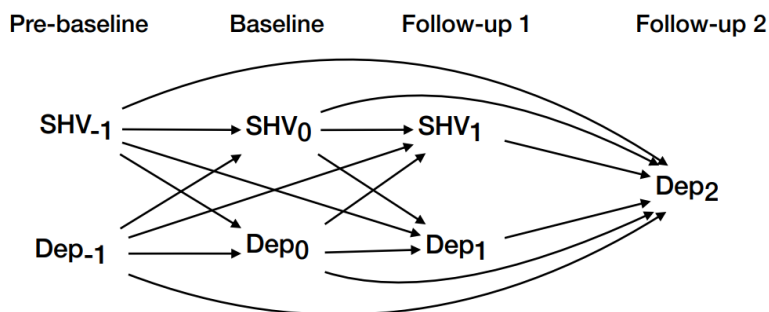 Pre-baseline Baseline Follow-up 1 Follow-up 2
SHV-1 SHV0 SHV1
Dep2
Dep-1 Dep0 Dep1